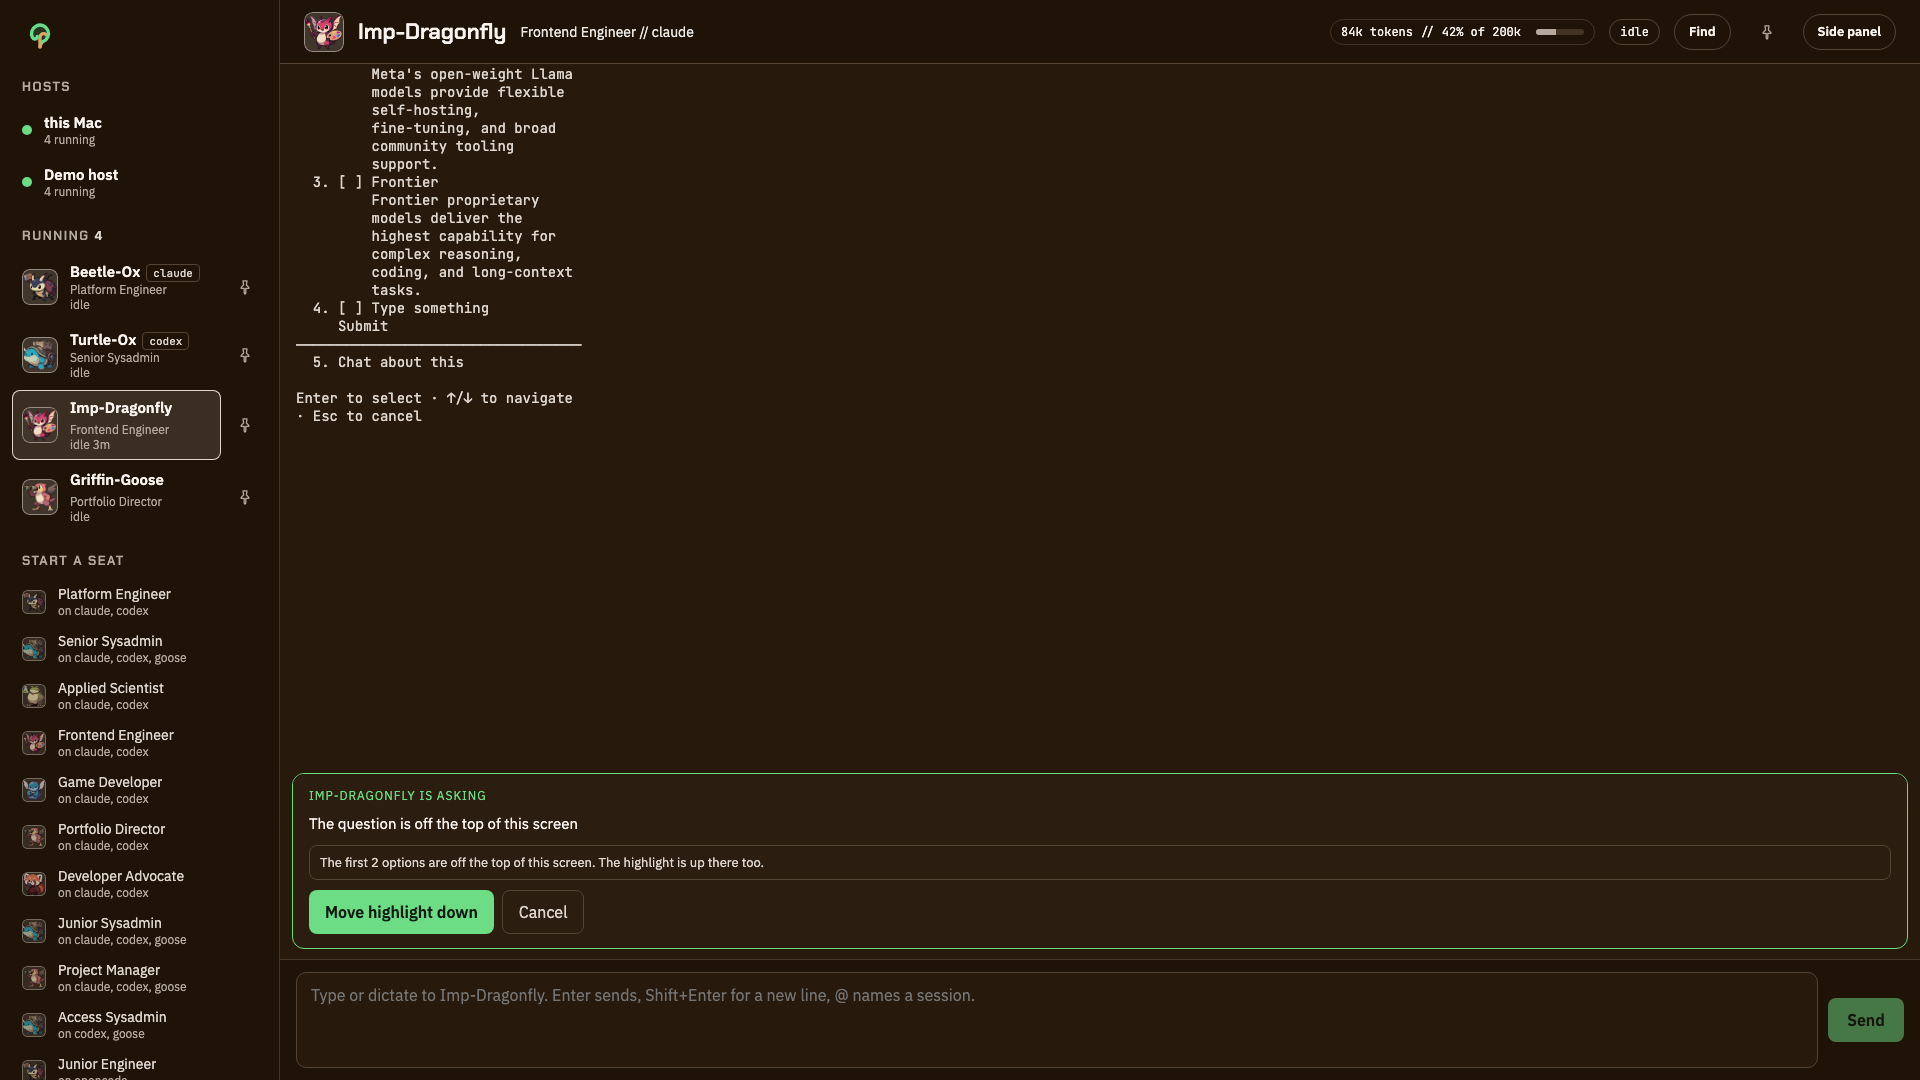 HOSTS
this Mac
4 running
Demo host
4 running
RUNNING 4
Beetle-Ox claude
Platform Engineer
idle
Turtle-Ox codex
Senior Sysadmin
idle
Imp-Dragonfly
Frontend Engineer
idle 3m
Griffin-Goose
Portfolio Director
idle
START A SEAT
Platform Engineer
on claude, codex
Senior Sysadmin
on claude, codex, goose
Applied Scientist
on claude, codex
Frontend Engineer
on claude, codex
Game Developer
on claude, codex
Portfolio Director
on claude, codex
Developer Advocate
on claude, codex
Junior Sysadmin
on claude, codex, goose
Project Manager
on claude, codex, goose
Access Sysadmin
on codex, goose
Junior Engineer
Imp-Dragonfly Frontend Engineer // claude
84k tokens // 42% of 200k idle Find Side panel
Meta's open-weight Llama
models provide flexible
self-hosting,
fine-tuning, and broad
community tooling
support.
3. [ ] Frontier
Frontier proprietary
models deliver the
highest capability for
complex reasoning,
coding, and long-context
tasks.
4. [ ] Type something
Submit
5. Chat about this
Enter to select · ↑/↓ to navigate
· Esc to cancel
IMP-DRAGONFLY IS ASKING
The question is off the top of this screen
The first 2 options are off the top of this screen. The highlight is up there too.
Move highlight down Cancel
Type or dictate to Imp-Dragonfly. Enter sends, Shift+Enter for a new line, @ names a session.
Send